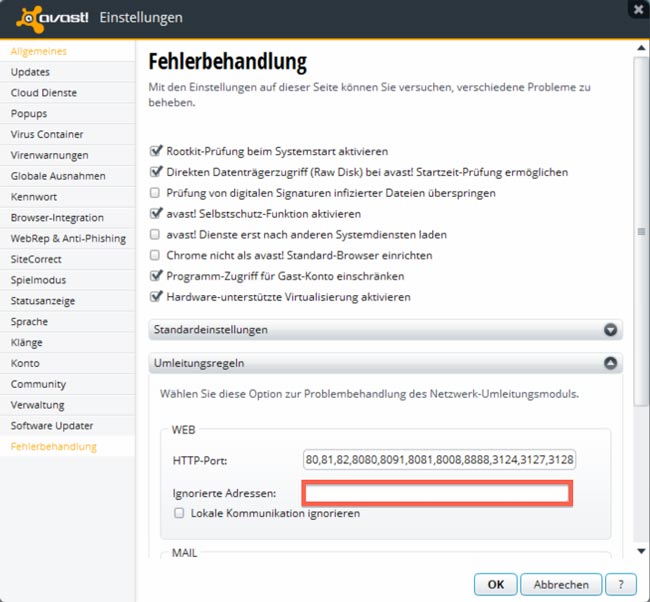 avast! Einstellungen
Allgemeines
Updates
Cloud Dienste
Popups
Virus Container
Virenwarnungen
Globale Ausnahmen
Kennwort
Browser-Integration
WebRep & Anti-Phishing
SiteCorrect
Spielmodus
Statusanzeige
Sprache
Klänge
Konto
Community
Verwaltung
Software Updater
Fehlerbehandlung
Fehlerbehandlung
Mit den Einstellungen auf dieser Seite können Sie versuchen, verschiedene Probleme zu
beheben.
Rootkit-Prüfung beim Systemstart aktivieren
Direkten Datenträgerzugriff (Raw Disk) bei avast! Startzeit-Prüfung ermöglichen
Prüfung von digitalen Signaturen infizierter Dateien überspringen
avast! Selbstschutz-Funktion aktivieren
avast! Dienste erst nach anderen Systemdiensten laden
Chrome nicht als avast! Standard-Browser einrichten
Programm-Zugriff für Gast-Konto einschränken
Hardware-unterstützte Virtualisierung aktivieren
Standardeinstellungen
Umleitungsregeln
Wählen Sie diese Option zur Problembehandlung des Netzwerk-Umleitungsmoduls.
WEB
HTTP-Port: 80,81,82,8080,8091,8081,8008,8888,3124,3127,3128
Ignorierte Adressen:
Lokale Kommunikation ignorieren
MAIL
OK Abbrechen ?